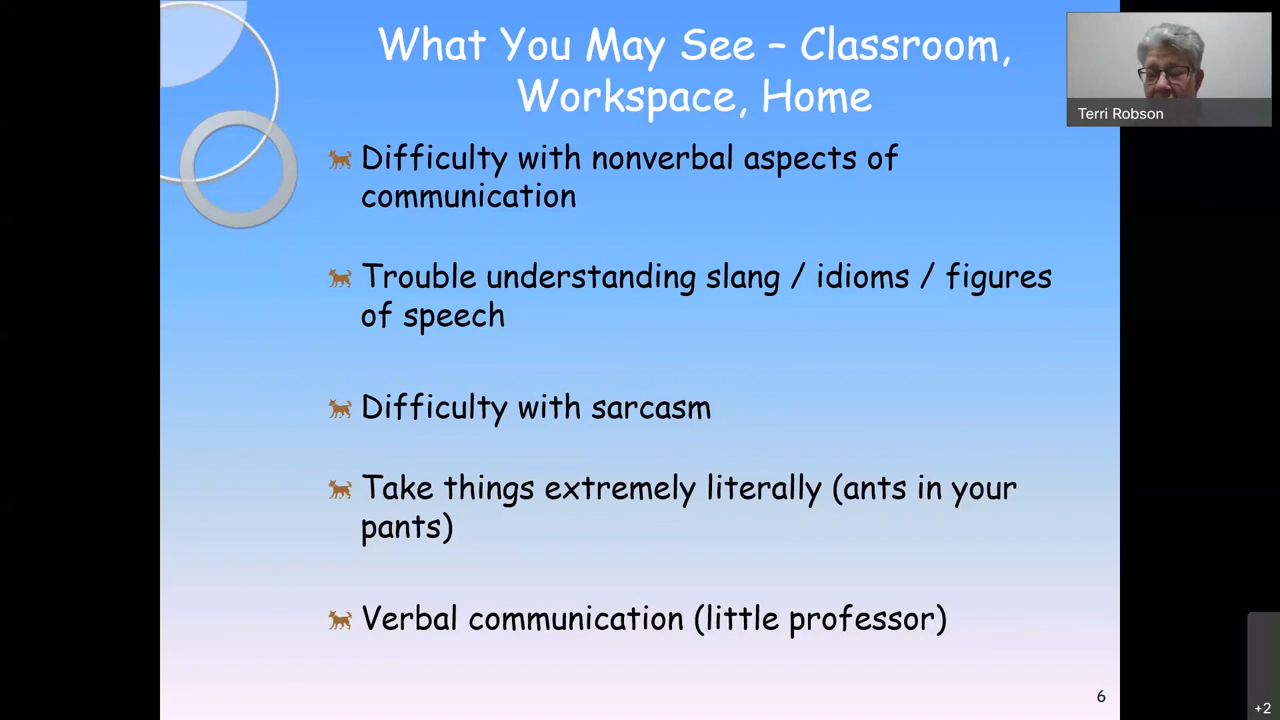 What You May See – Classroom,
Workspace, Home
Terri Robson
Difficulty with nonverbal aspects of
communication
Trouble understanding slang / idioms / figures
of speech
Difficulty with sarcasm
Take things extremely literally (ants in your
pants)
Verbal communication (little professor)
6
+2